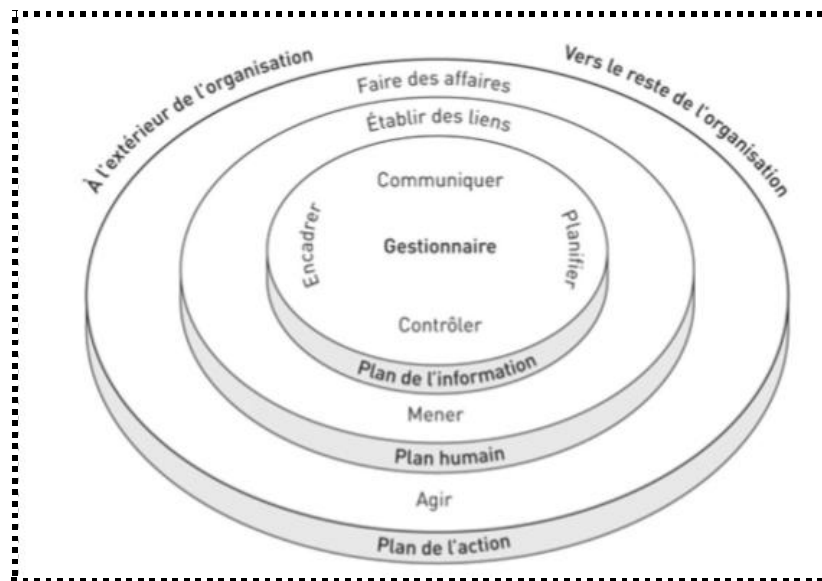 À l'extérieur de l'organisation
Vers le reste de l'organisation
Faire des affaires
Établir des liens
Communiquer
Encadrer
Gestionnaire
Planifier
Contrôler
Plan de l'information
Mener
Plan humain
Agir
Plan de l'action